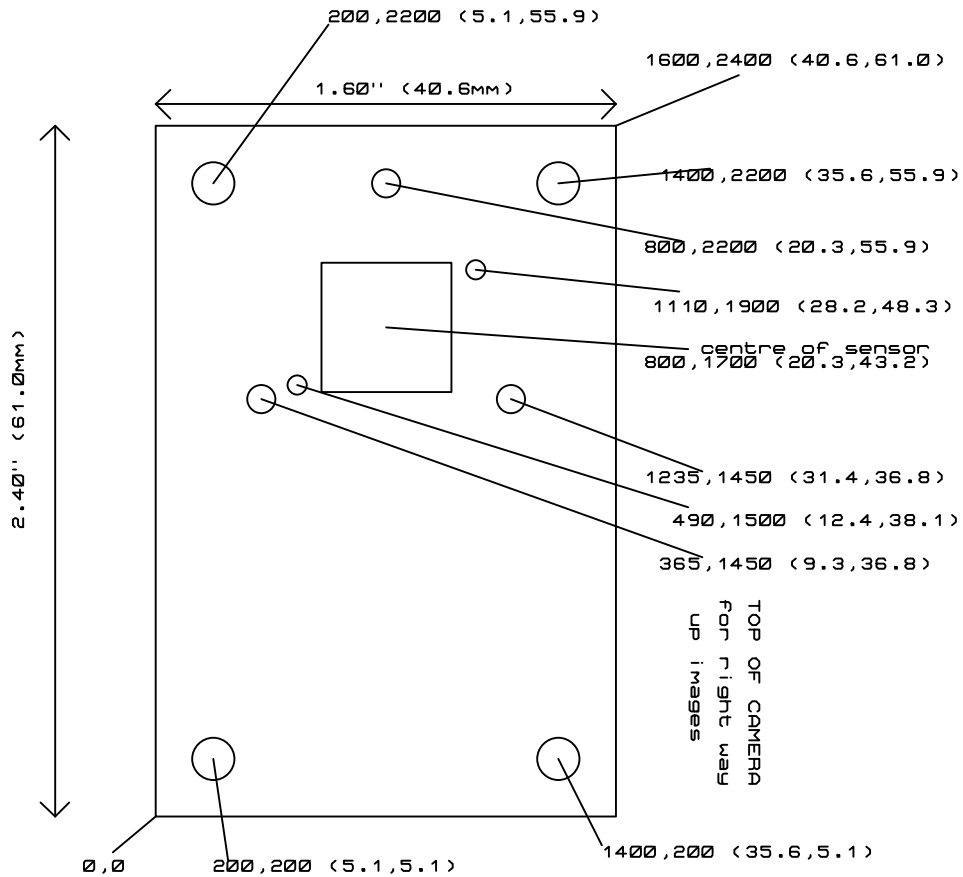 200,2200 (5.1,55.9)
1600,2400 (40.6,61.0)
1.60'' (40.6mm)
1400,2200 (35.6,55.9)
800,2200 (20.3,55.9)
1110,1900 (28.2,48.3)
centre of sensor
800,1700 (20.3,43.2)
2.40'' (61.0mm)
1235,1450 (31.4,36.8)
490,1500 (12.4,38.1)
365,1450 (9.3,36.8)
TOP OF CAMERA
for right way
up images
1400,200 (35.6,5.1)
0,0
200,200 (5.1,5.1)